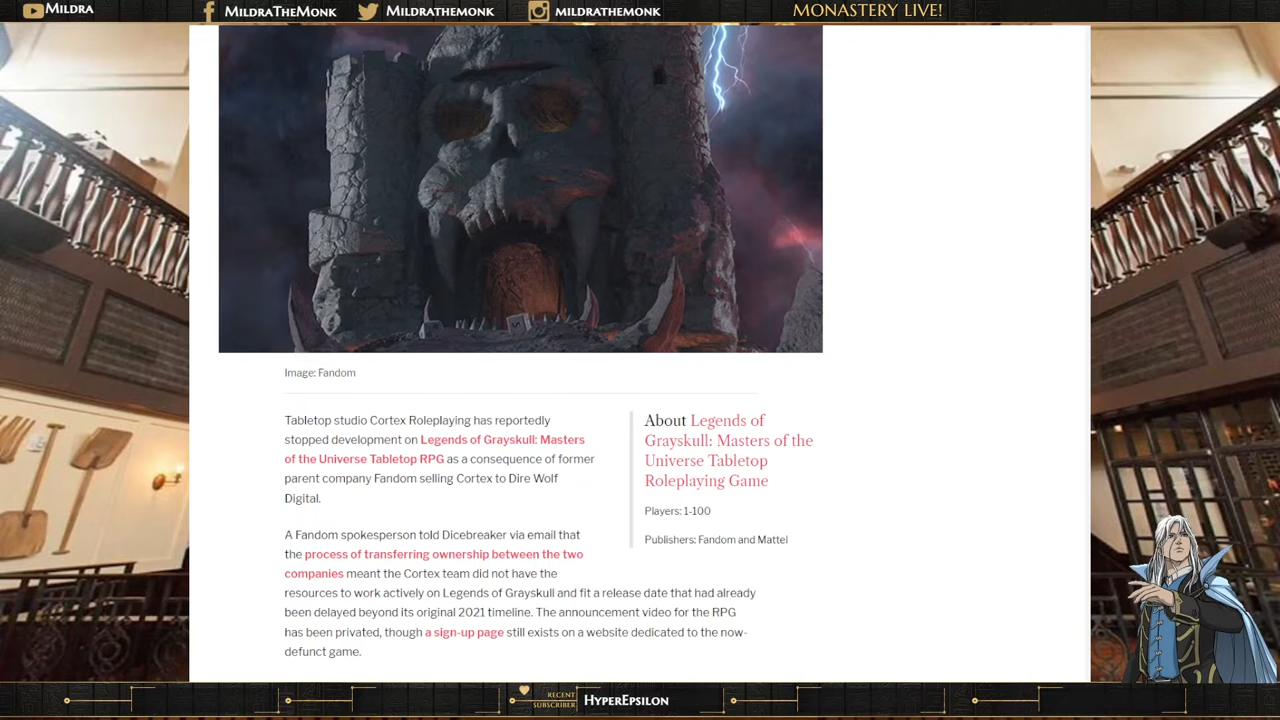 Mildra
MildraTheMonk
Mildrathemonk
mildrathemonk
Monastery Live!
Image: Fandom
Tabletop studio Cortex Roleplaying has reportedly
stopped development on Legends of Grayskull: Masters
of the Universe Tabletop RPG as a consequence of former
parent company Fandom selling Cortex to Dire Wolf
Digital.
A Fandom spokesperson told Dicebreaker via email that
the process of transferring ownership between the two
companies meant the Cortex team did not have the
resources to work actively on Legends of Grayskull and fit a release date that had already
been delayed beyond its original 2021 timeline. The announcement video for the RPG
has been privated, though a sign-up page still exists on a website dedicated to the now-
defunct game.
About Legends of
Grayskull: Masters of the
Universe Tabletop
Roleplaying Game
Players: 1-100
Publishers: Fandom and Mattel
Recent
Subscriber
HyperEpsilon